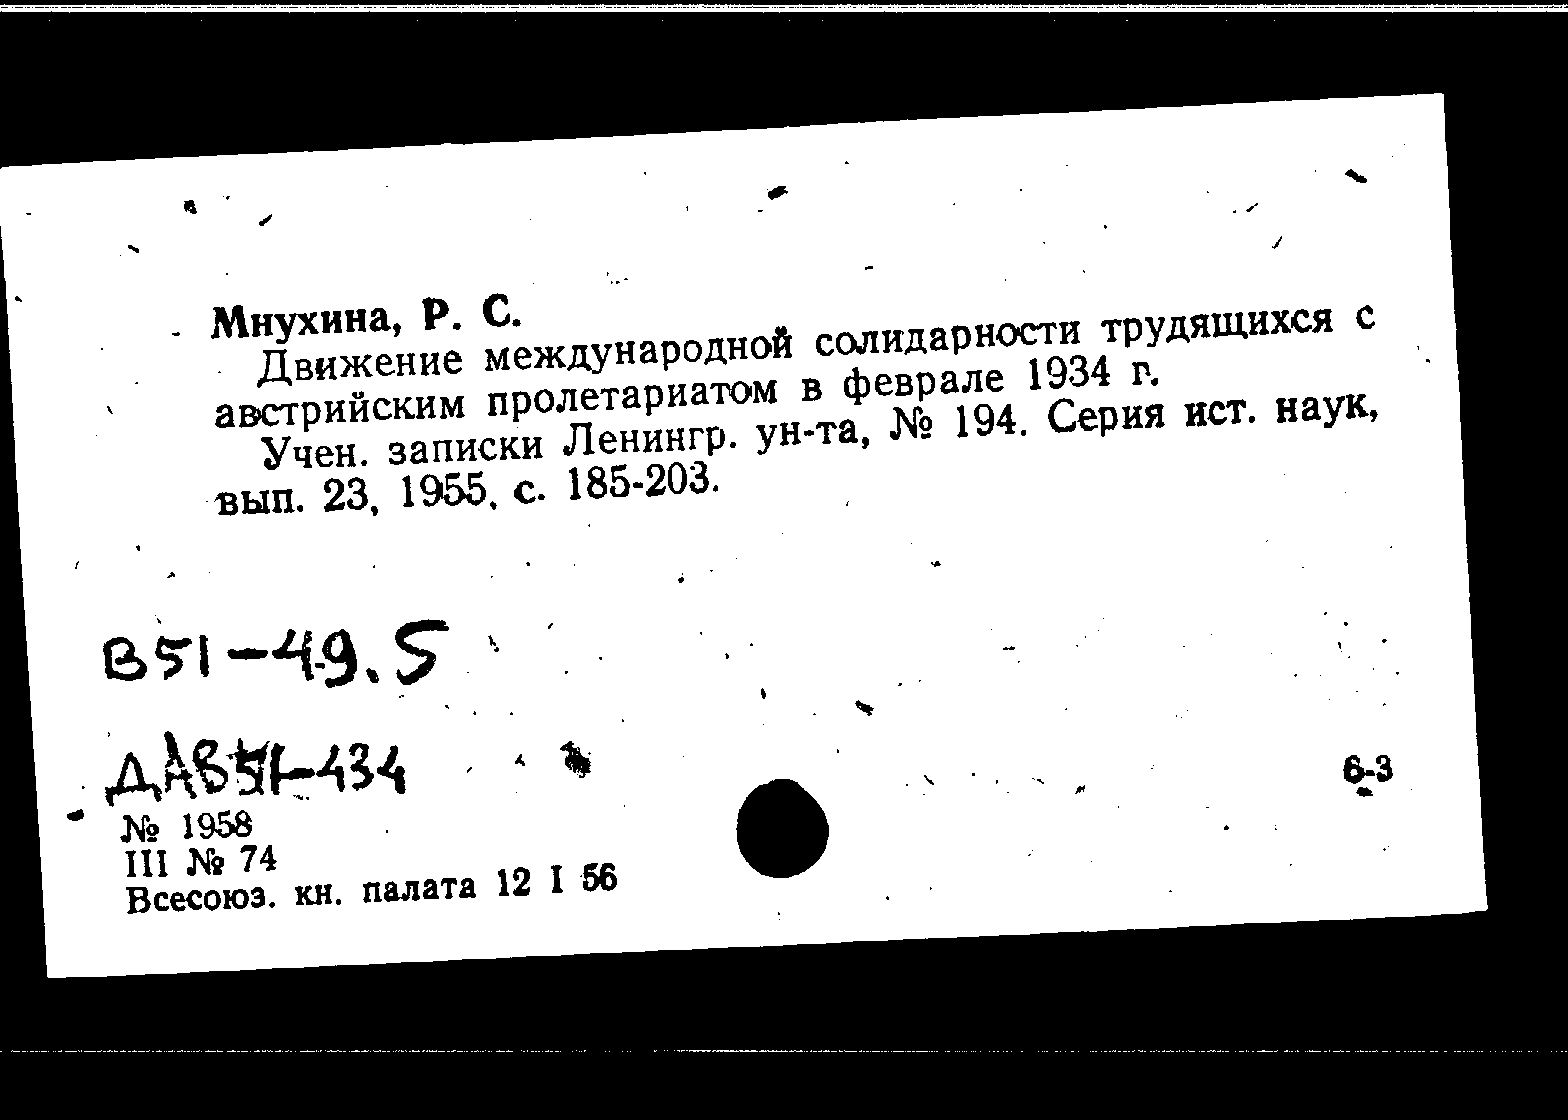 Мнухина, Р. С.
Движение международной солидарности трудящихся с
австрийским пролетариатом в феврале 1934 г.
Учен. записки Ленингр. ун-та, № 194. Серия ист. наук,
вып. 23, 1955, с. 185-203.
В51-49.5
ДАВ51-434
6-3
№ 1958
III № 74
Всесоюз. кн. палата 12 I 56